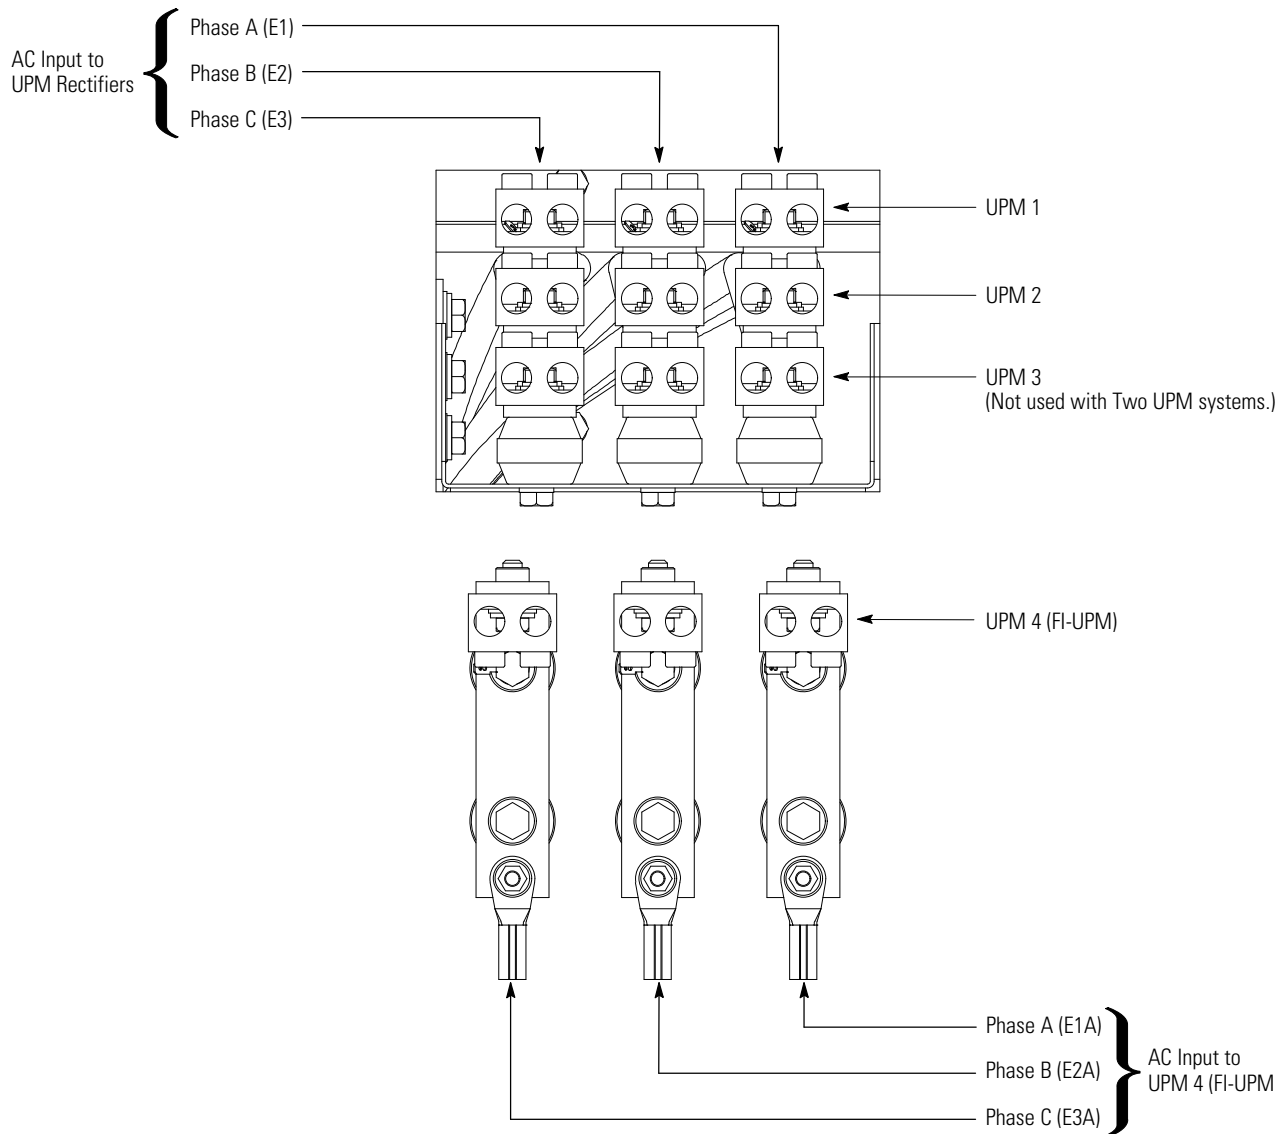 Phase A (E1)
AC Input to
UPM Rectifiers
Phase B (E2)
Phase C (E3)
UPM 1
UPM 2
UPM 3
(Not used with Two UPM systems.)
UPM 4 (FI-UPM)
Phase A (E1A)
Phase B (E2A)
Phase C (E3A)
AC Input to
UPM 4 (FI-UPM